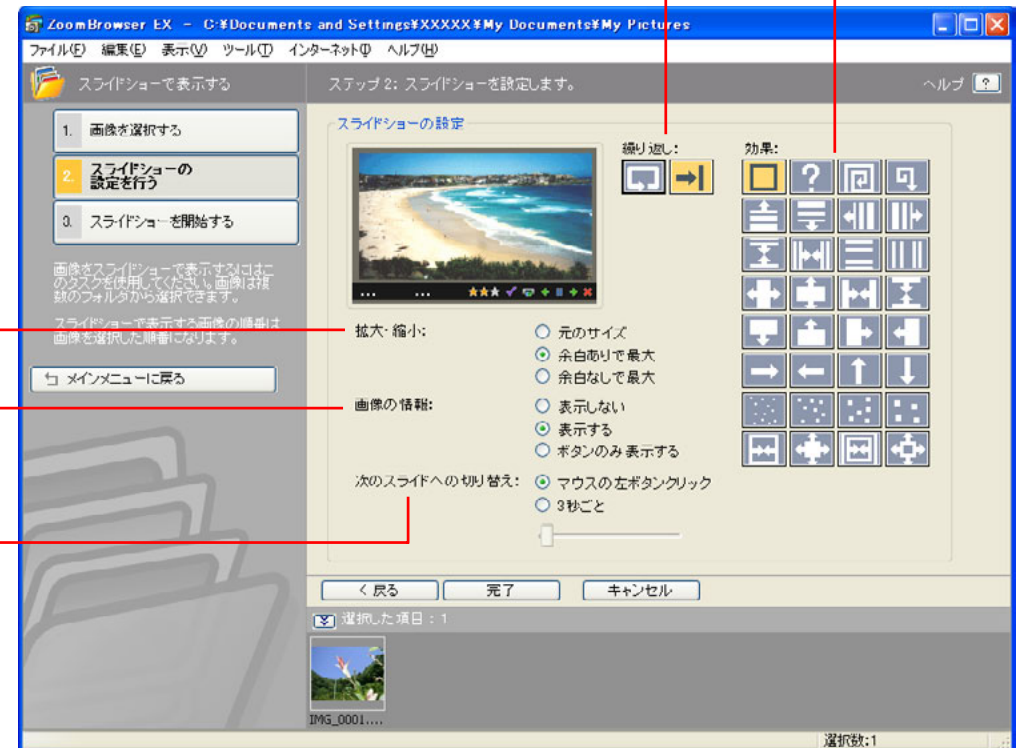 ZoomBrowser EX - C:¥Documents and Settings¥XXXXX¥My Documents¥My Pictures
ファイル(F) 編集(E) 表示(V) ツール(T) インターネット(I) ヘルプ(H)
スライドショーで表示する
ステップ 2: スライドショーを設定します。
ヘルプ ?
1. 画像を選択する
2. スライドショーの
設定を行う
3. スライドショーを開始する
画像をスライドショーで表示するにはこ
のタスクを使用してください。画像は複
数のフォルダから選択できます。
スライドショーで表示する画像の順番は
画像を選択した順番になります。
メインメニューに戻る
スライドショーの設定
繰り返し:
効果:
?
... ...
拡大・縮小:
元のサイズ
余白ありで最大
余白なしで最大
画像の情報:
表示しない
表示する
ボタンのみ表示する
次のスライドへの切り替え:
マウスの左ボタンクリック
3秒ごと
< 戻る
完了
キャンセル
選択した項目 : 1
IMG_0001....
選択数:1